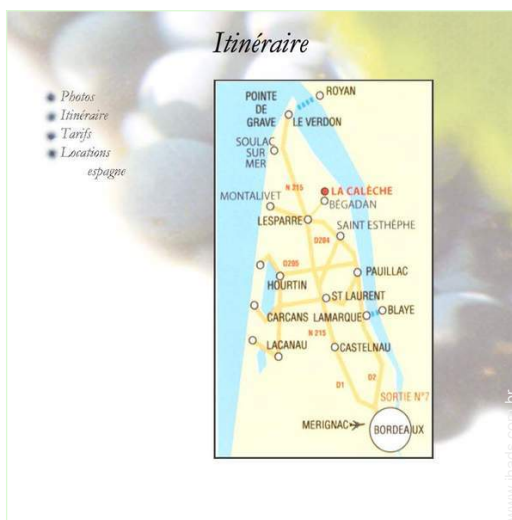 Itinéraire
Photos
Itinéraire
Tarifs
Locations
espagne
ROYAN
POINTE
DE
GRAVE
LE VERDON
SOULAC
SUR
MER
N 215
LA CALÈCHE
MONTALIVET
BÉGADAN
LESPARRE
SAINT ESTHÈPHE
D204
D205
PAUILLAC
HOURTIN
ST LAURENT
CARCANS
LAMARQUE
BLAYE
N 215
LACANAU
CASTELNAU
D1
D2
SORTIE N°7
MERIGNAC
BORDEAUX